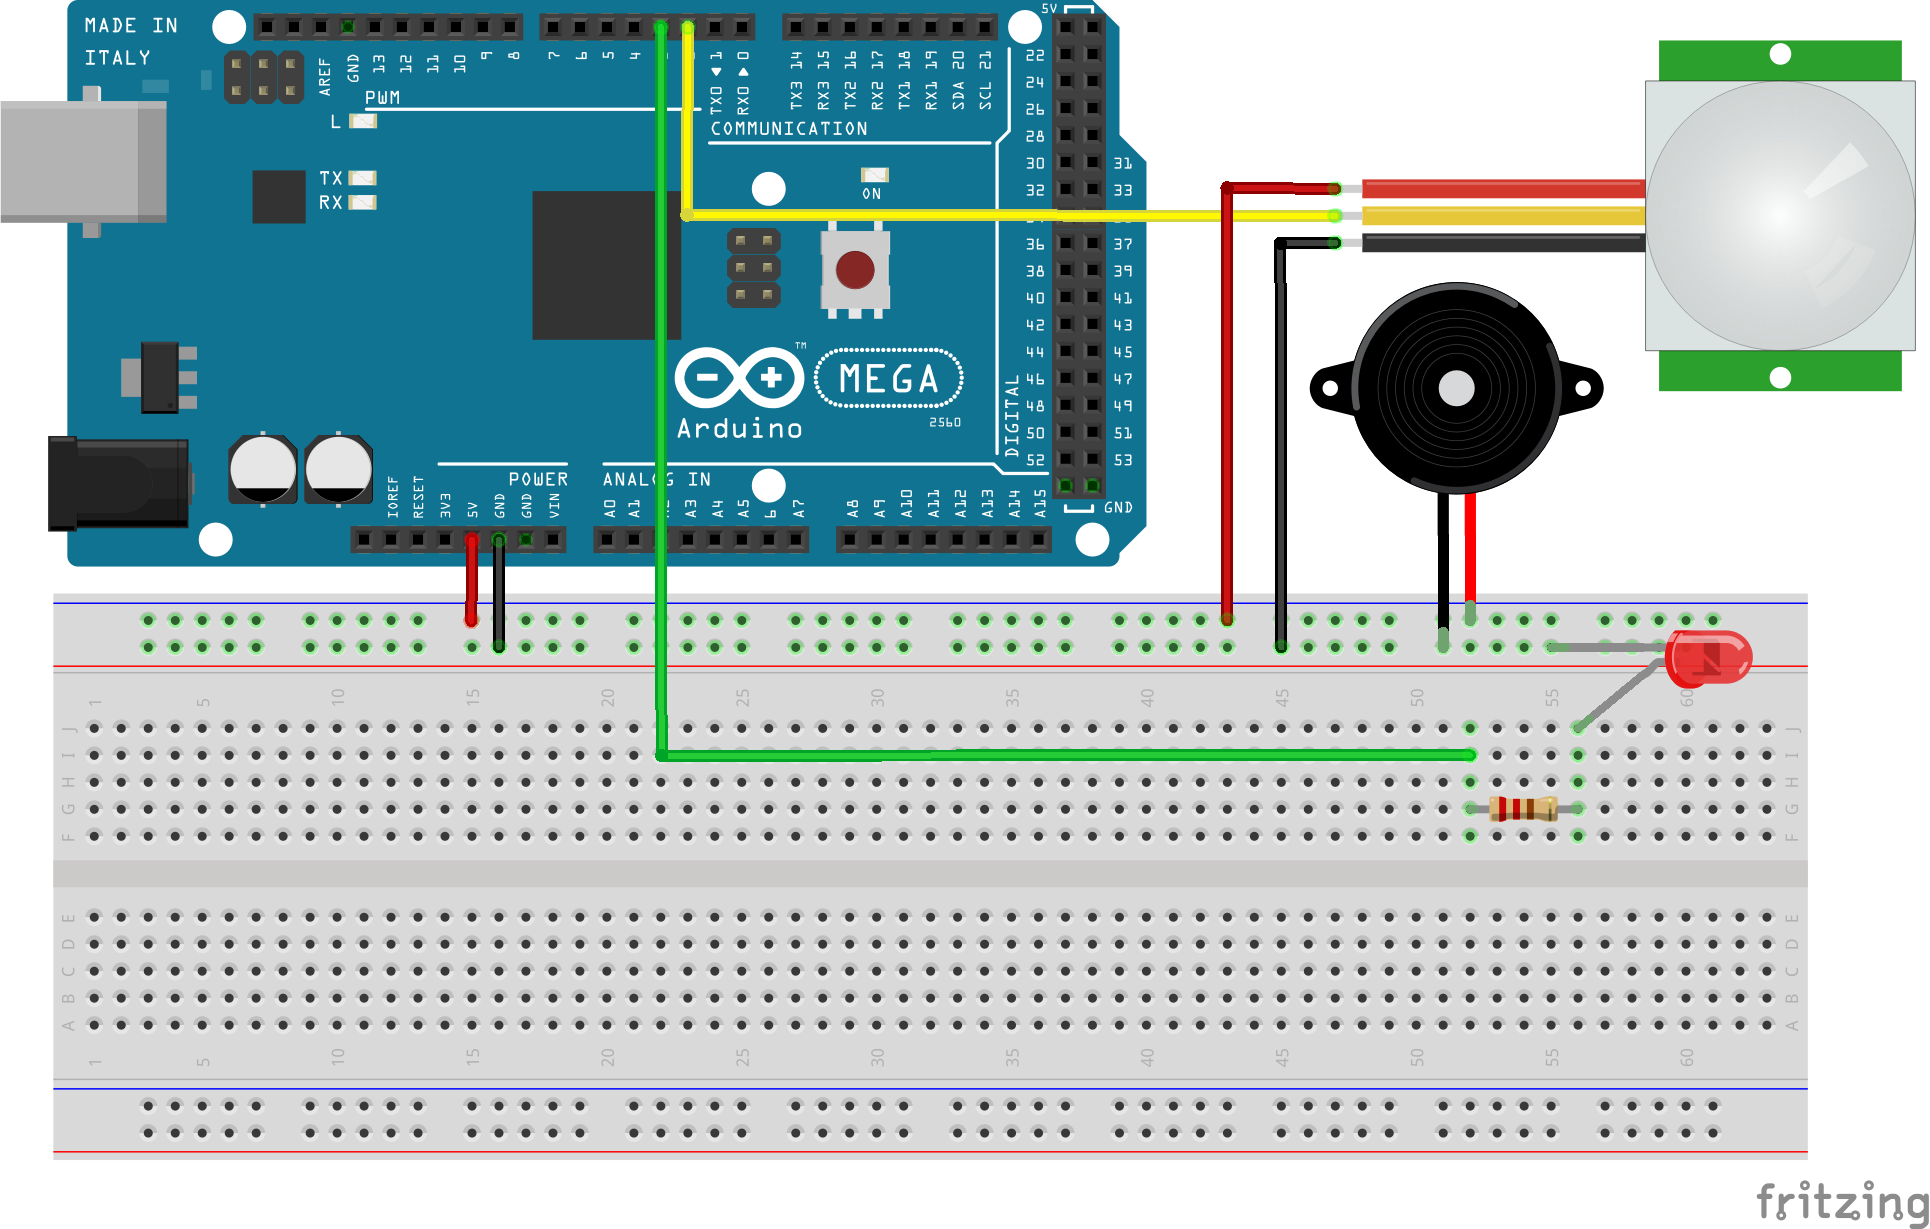 MADE IN
ITALY
AREF
GND
13
12
11
10
9
8
7
6
5
4
TX0 ◄ 1
RX0 ► 0
TX3 14
RX3 15
TX2 16
RX2 17
TX1 18
RX1 19
SDA 20
SCL 21
5V
PWM
COMMUNICATION
L
TX
RX
ON
22
24
26
28
30 31
32 33
36 37
38 39
40 41
42 43
44 45
46 47
48 49
50 51
52 53
GND
DIGITAL
TM
MEGA
2560
Arduino
POWER
ANALOG IN
IOREF
RESET
3V3
5V
GND
GND
VIN
A0
A1
A3
A4
A5
6
A7
A8
A9
A10
A11
A12
A13
A14
A15
1 5 10 15 20 25 30 35 40 45 50 55 60
J J
I I
H H
G G
F F
E E
D D
C C
B B
A A
1 5 10 15 20 25 30 35 40 45 50 55 60
fritzing